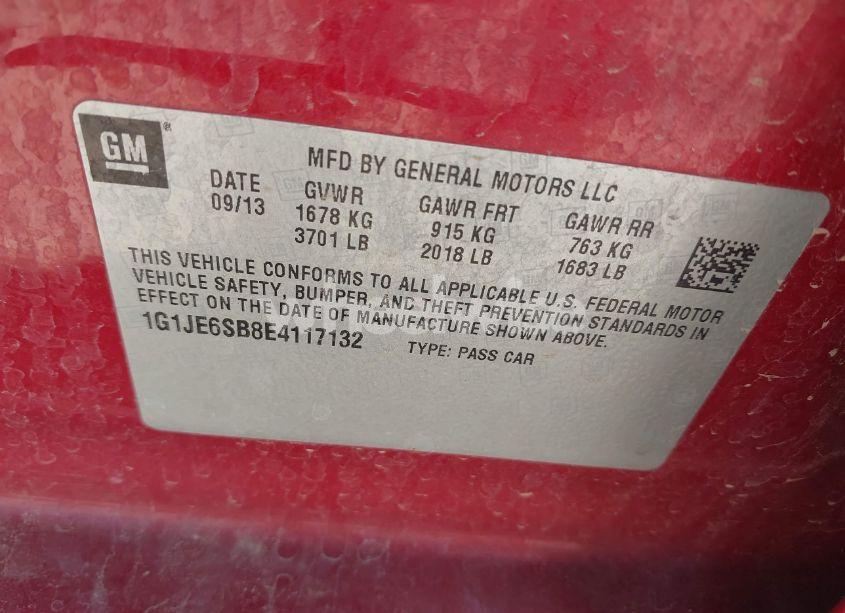 GM
MFD BY GENERAL MOTORS LLC
DATE GVWR GAWR FRT GAWR RR
09/13 1678 KG 915 KG 763 KG
3701 LB 2018 LB 1683 LB
THIS VEHICLE CONFORMS TO ALL APPLICABLE U.S. FEDERAL MOTOR
VEHICLE SAFETY, BUMPER, AND THEFT PREVENTION STANDARDS IN
EFFECT ON THE DATE OF MANUFACTURE SHOWN ABOVE.
1G1JE6SB8E4117132 TYPE: PASS CAR